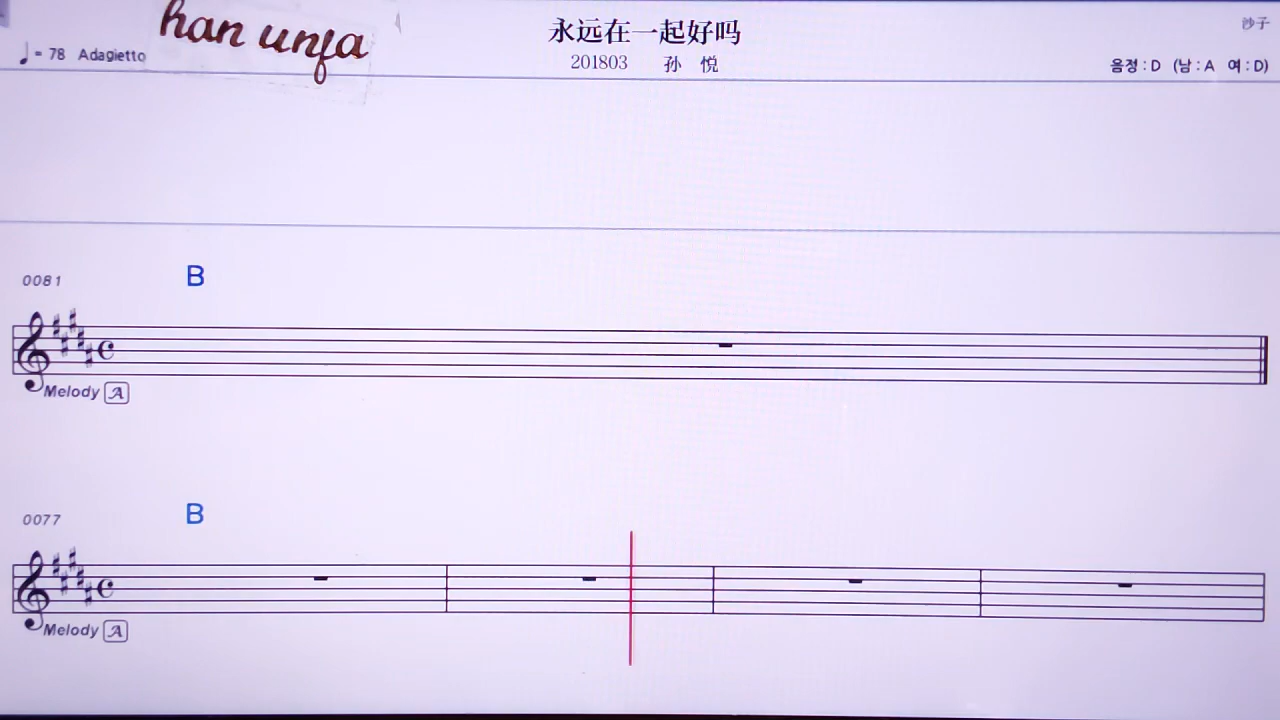 han unfa
永远在一起好吗
沙子
♩= 78 Adagietto
201803 孙 悦
음정 : D (남 : A 여 : D)
0081 B
Melody A
0077 B
Melody A